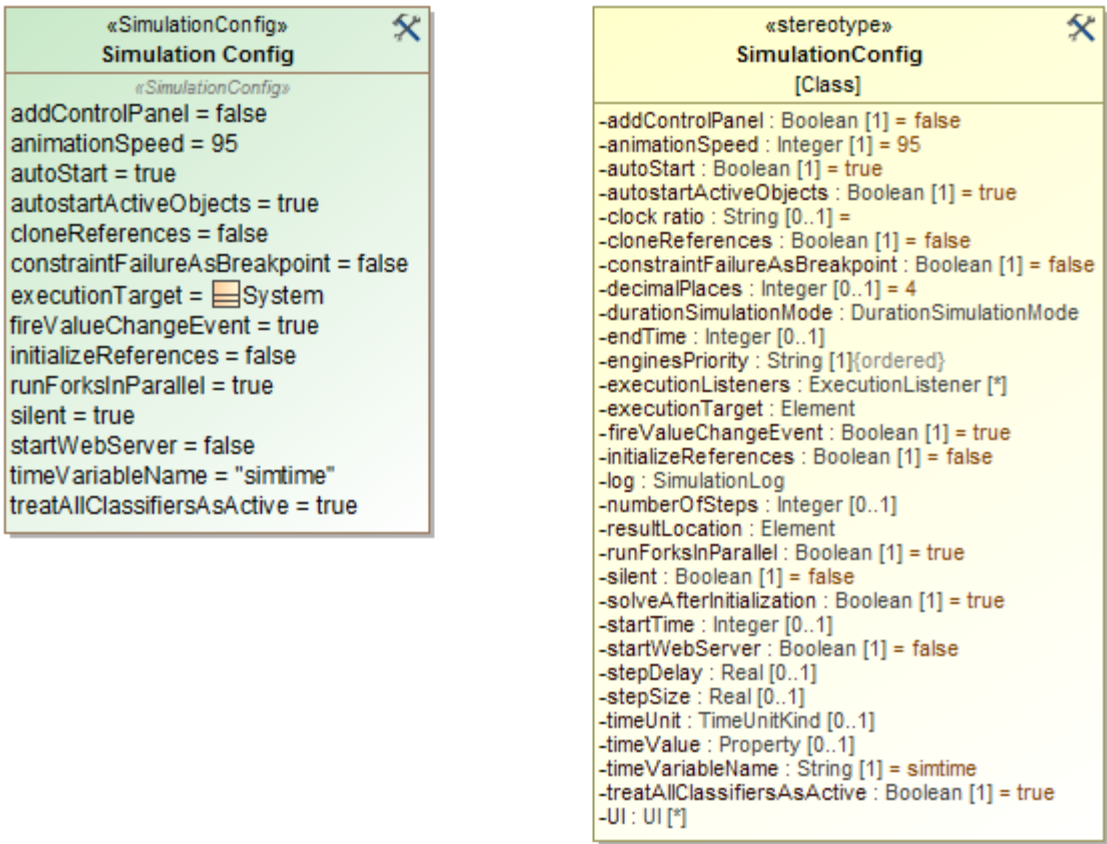 «SimulationConfig»
Simulation Config
«SimulationConfig»
addControlPanel = false
animationSpeed = 95
autoStart = true
autostartActiveObjects = true
cloneReferences = false
constraintFailureAsBreakpoint = false
executionTarget = System
fireValueChangeEvent = true
initializeReferences = false
runForksInParallel = true
silent = true
startWebServer = false
timeVariableName = "simtime"
treatAllClassifiersAsActive = true
«stereotype»
SimulationConfig
[Class]
-addControlPanel : Boolean [1] = false
-animationSpeed : Integer [1] = 95
-autoStart : Boolean [1] = true
-autostartActiveObjects : Boolean [1] = true
-clock ratio : String [0..1] =
-cloneReferences : Boolean [1] = false
-constraintFailureAsBreakpoint : Boolean [1] = false
-decimalPlaces : Integer [0..1] = 4
-durationSimulationMode : DurationSimulationMode
-endTime : Integer [0..1]
-enginesPriority : String [1]{ordered}
-executionListeners : ExecutionListener [*]
-executionTarget : Element
-fireValueChangeEvent : Boolean [1] = true
-initializeReferences : Boolean [1] = false
-log : SimulationLog
-numberOfSteps : Integer [0..1]
-resultLocation : Element
-runForksInParallel : Boolean [1] = true
-silent : Boolean [1] = false
-solveAfterInitialization : Boolean [1] = true
-startTime : Integer [0..1]
-startWebServer : Boolean [1] = false
-stepDelay : Real [0..1]
-stepSize : Real [0..1]
-timeUnit : TimeUnitKind [0..1]
-timeValue : Property [0..1]
-timeVariableName : String [1] = simtime
-treatAllClassifiersAsActive : Boolean [1] = true
-UI : UI [*]